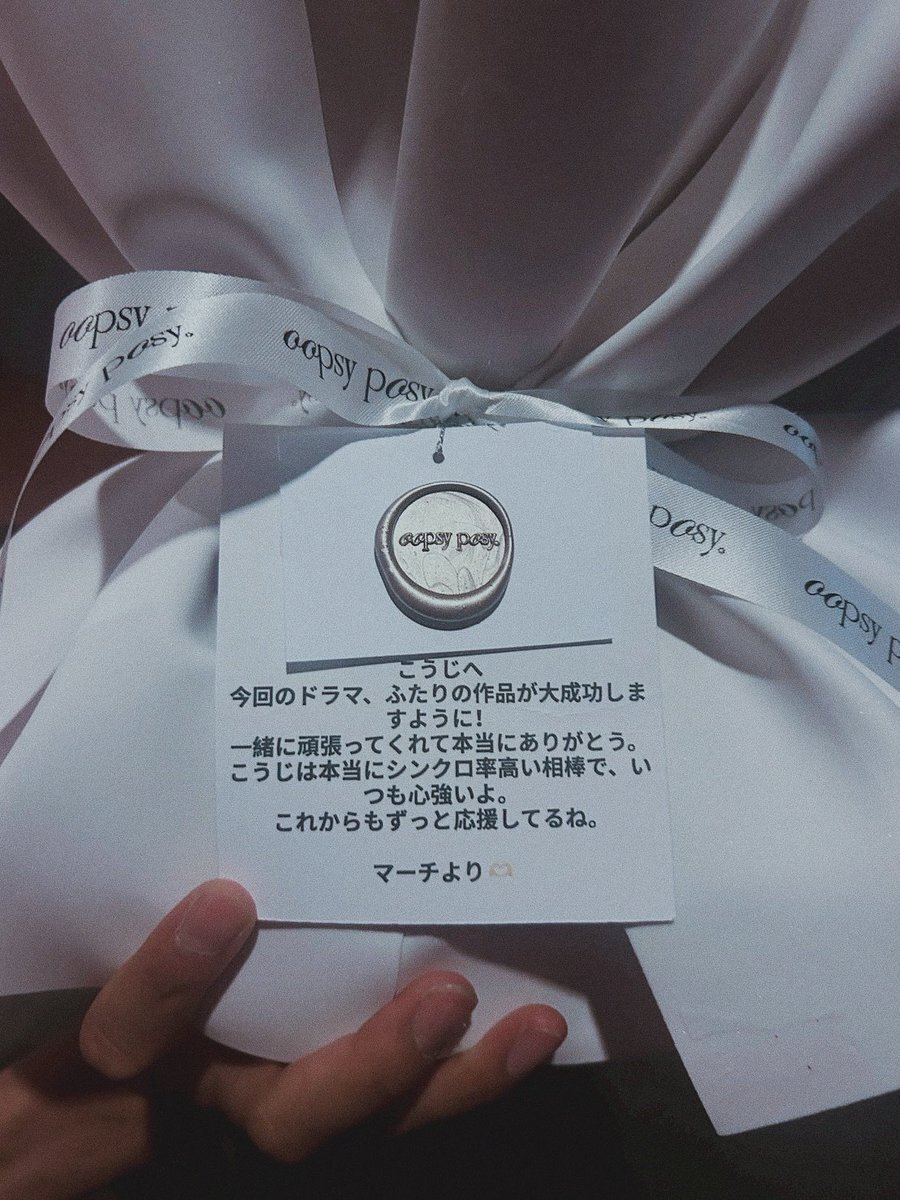 oopsy
posy.
oopsy posy
posy.
oo
oopsy posy.
posy.
oopsy p
こうじへ
今回のドラマ、ふたりの作品が大成功しま
すように!
一緒に頑張ってくれて本当にありがとう。
こうじは本当にシンクロ率高い相棒で、い
つも心強いよ。
これからもずっと応援してるね。
マーチより🫶🏻